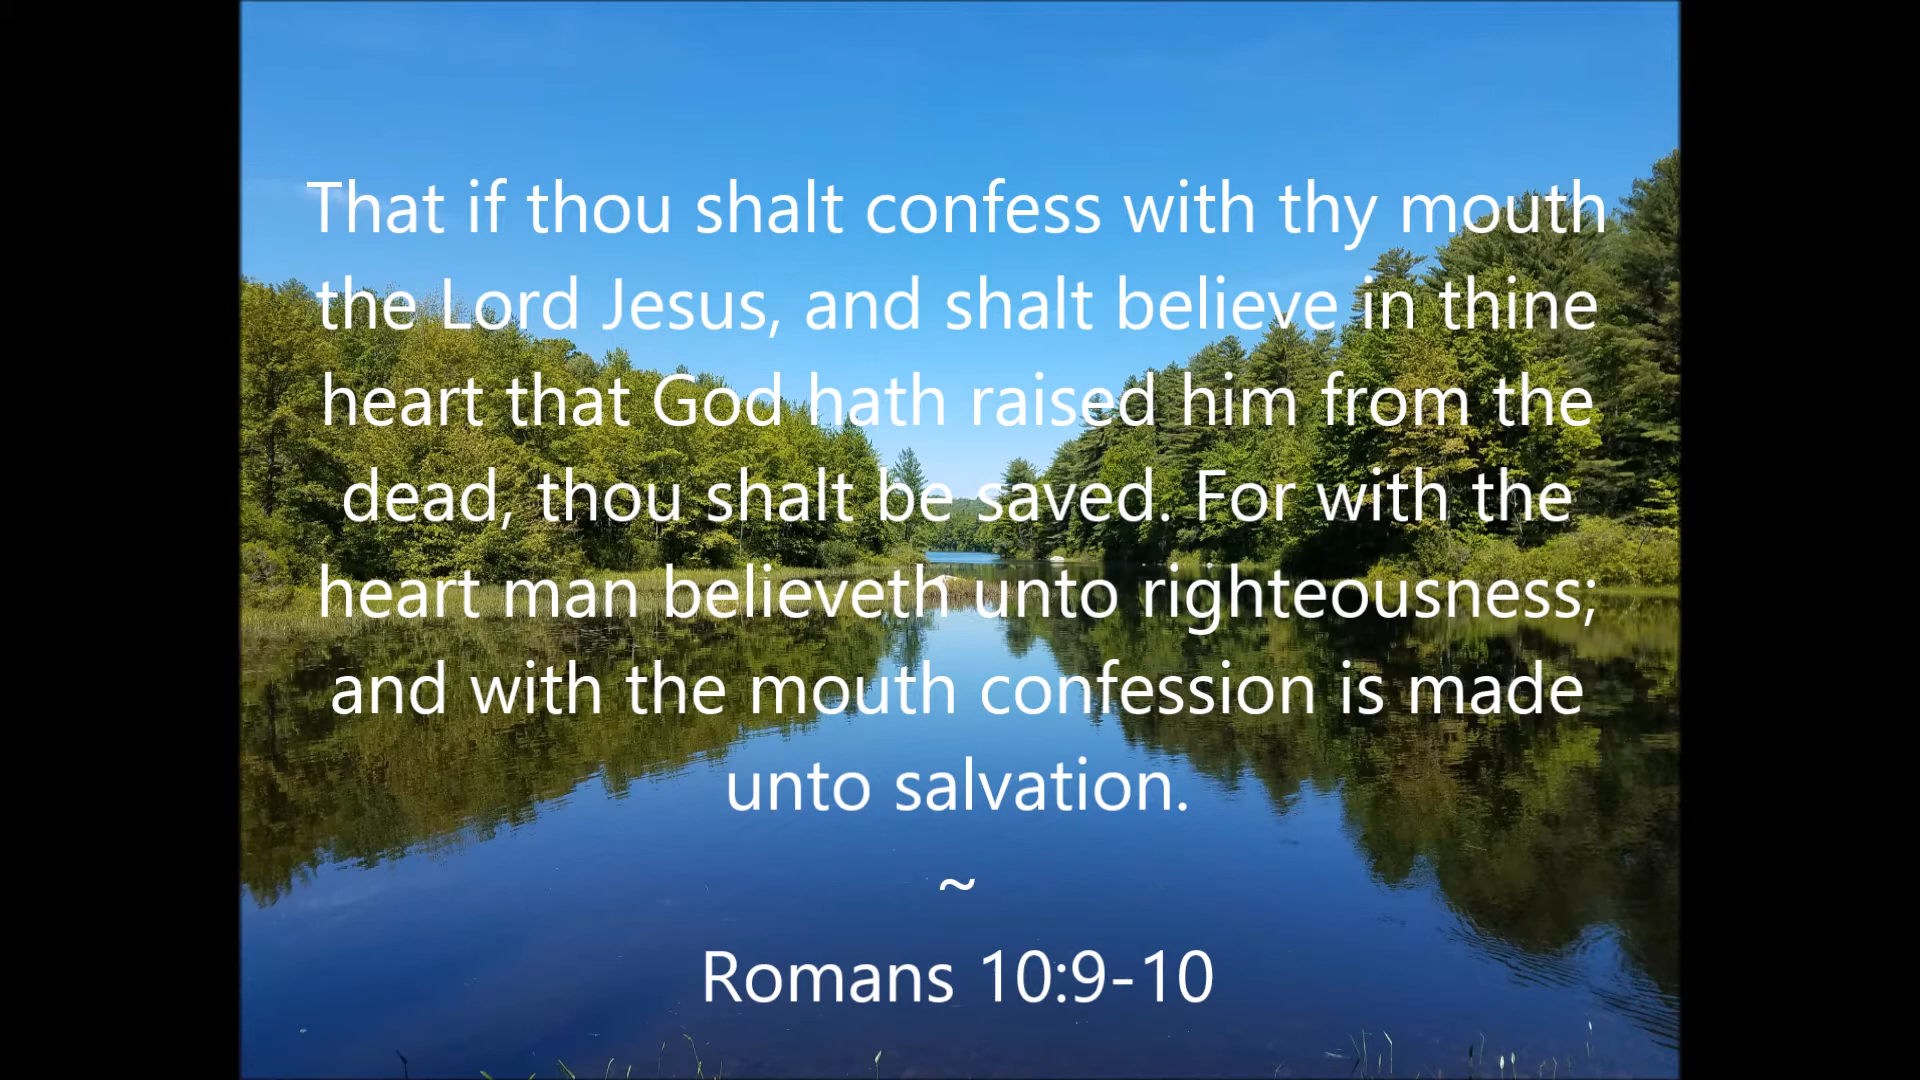 That if thou shalt confess with thy mouth
the Lord Jesus, and shalt believe in thine
heart that God hath raised him from the
dead, thou shalt be saved. For with the
heart man believeth unto righteousness;
and with the mouth confession is made
unto salvation.
~
Romans 10:9-10